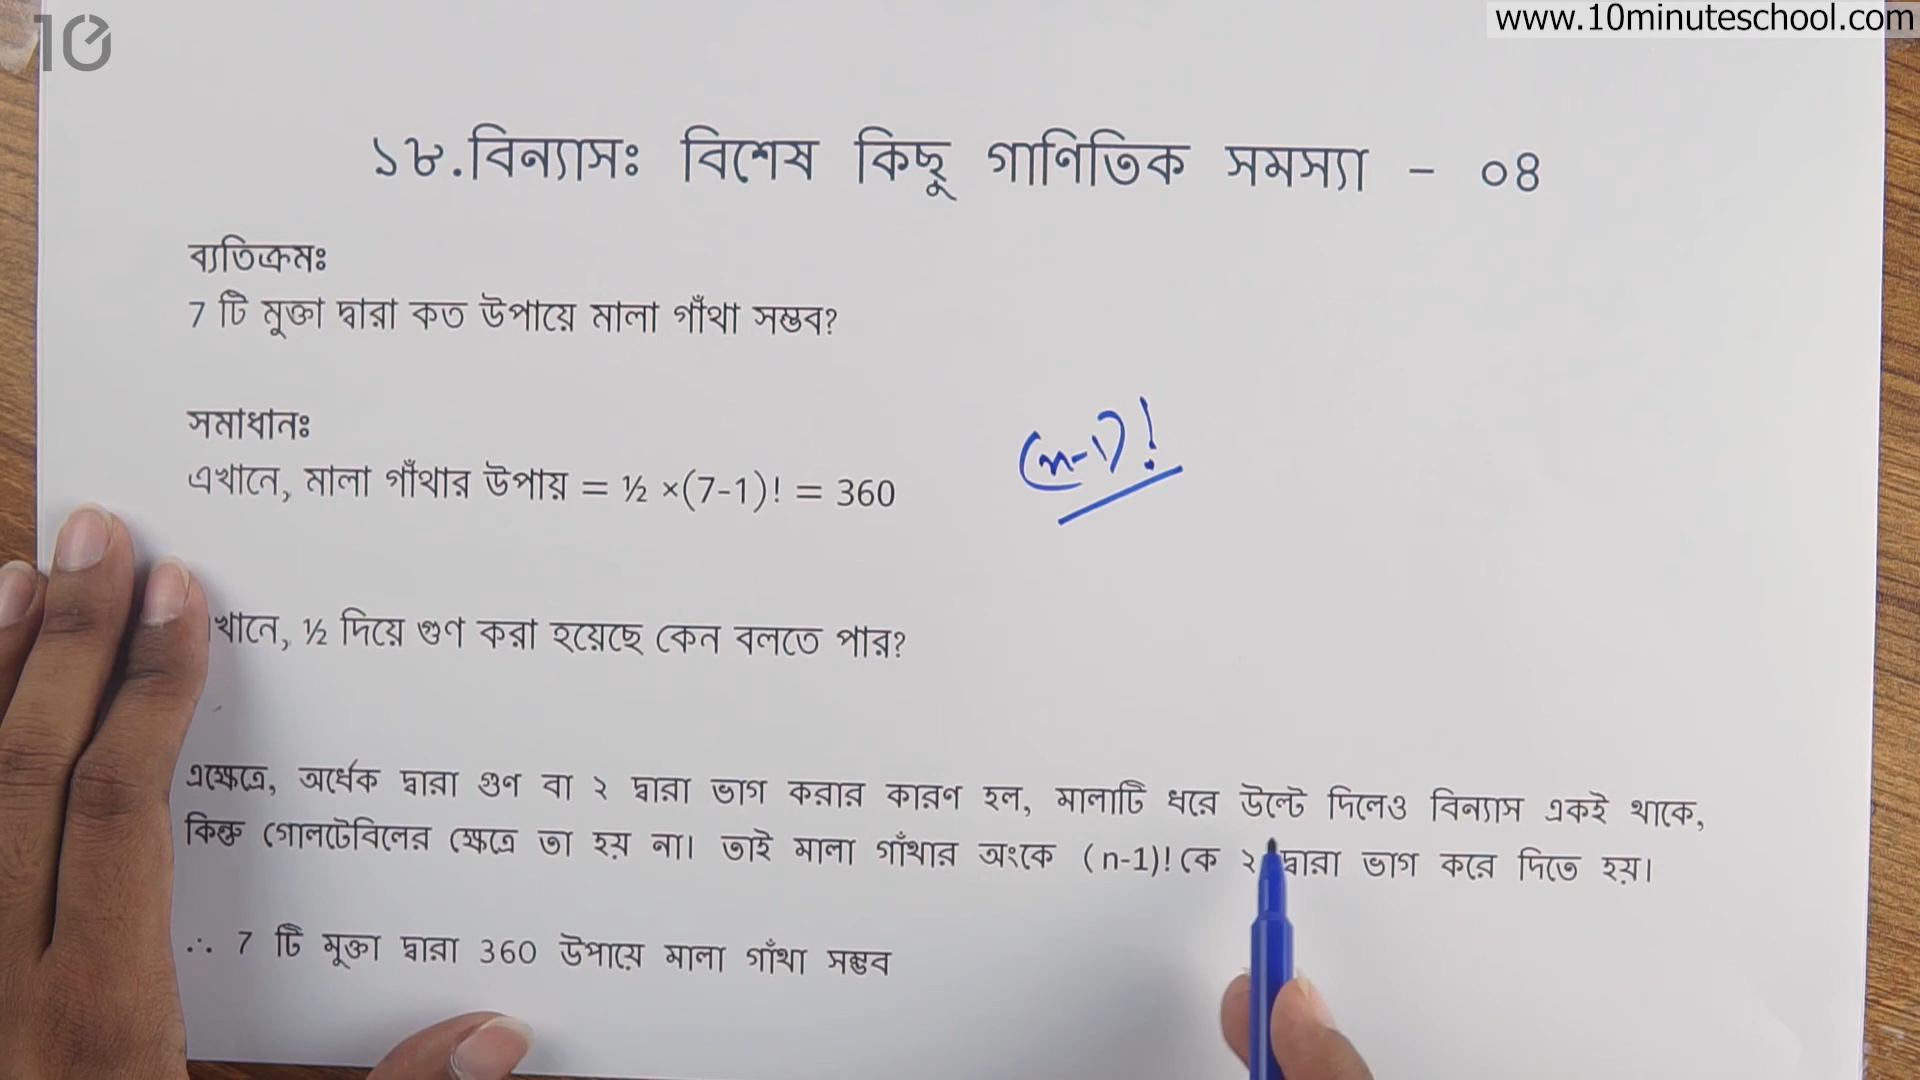 10
www.10minuteschool.com
১৮.বিন্যাসঃ বিশেষ কিছু গাণিতিক সমস্যা - ০৪
ব্যতিক্রমঃ
7 টি মুক্তা দ্বারা কত উপায়ে মালা গাঁথা সম্ভব?
সমাধানঃ
এখানে, মালা গাঁথার উপায় = ½ ×(7-1)! = 360
(n-1)!
খানে, ½ দিয়ে গুণ করা হয়েছে কেন বলতে পার?
এক্ষেত্রে, অর্ধেক দ্বারা গুণ বা ২ দ্বারা ভাগ করার কারণ হল, মালাটি ধরে উল্টে দিলেও বিন্যাস একই থাকে,
কিন্তু গোলটেবিলের ক্ষেত্রে তা হয় না। তাই মালা গাঁথার অংকে (n-1)! কে ২ দ্বারা ভাগ করে দিতে হয়।
∴ 7 টি মুক্তা দ্বারা 360 উপায়ে মালা গাঁথা সম্ভব